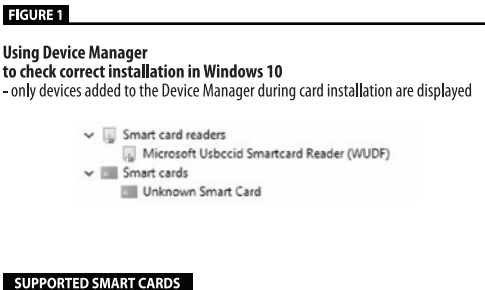 FIGURE 1
Using Device Manager
to check correct installation in Windows 10
- only devices added to the Device Manager during card installation are displayed
Smart card readers
Microsoft Usbccid Smartcard Reader (WUDF)
Smart cards
Unknown Smart Card
SUPPORTED SMART CARDS